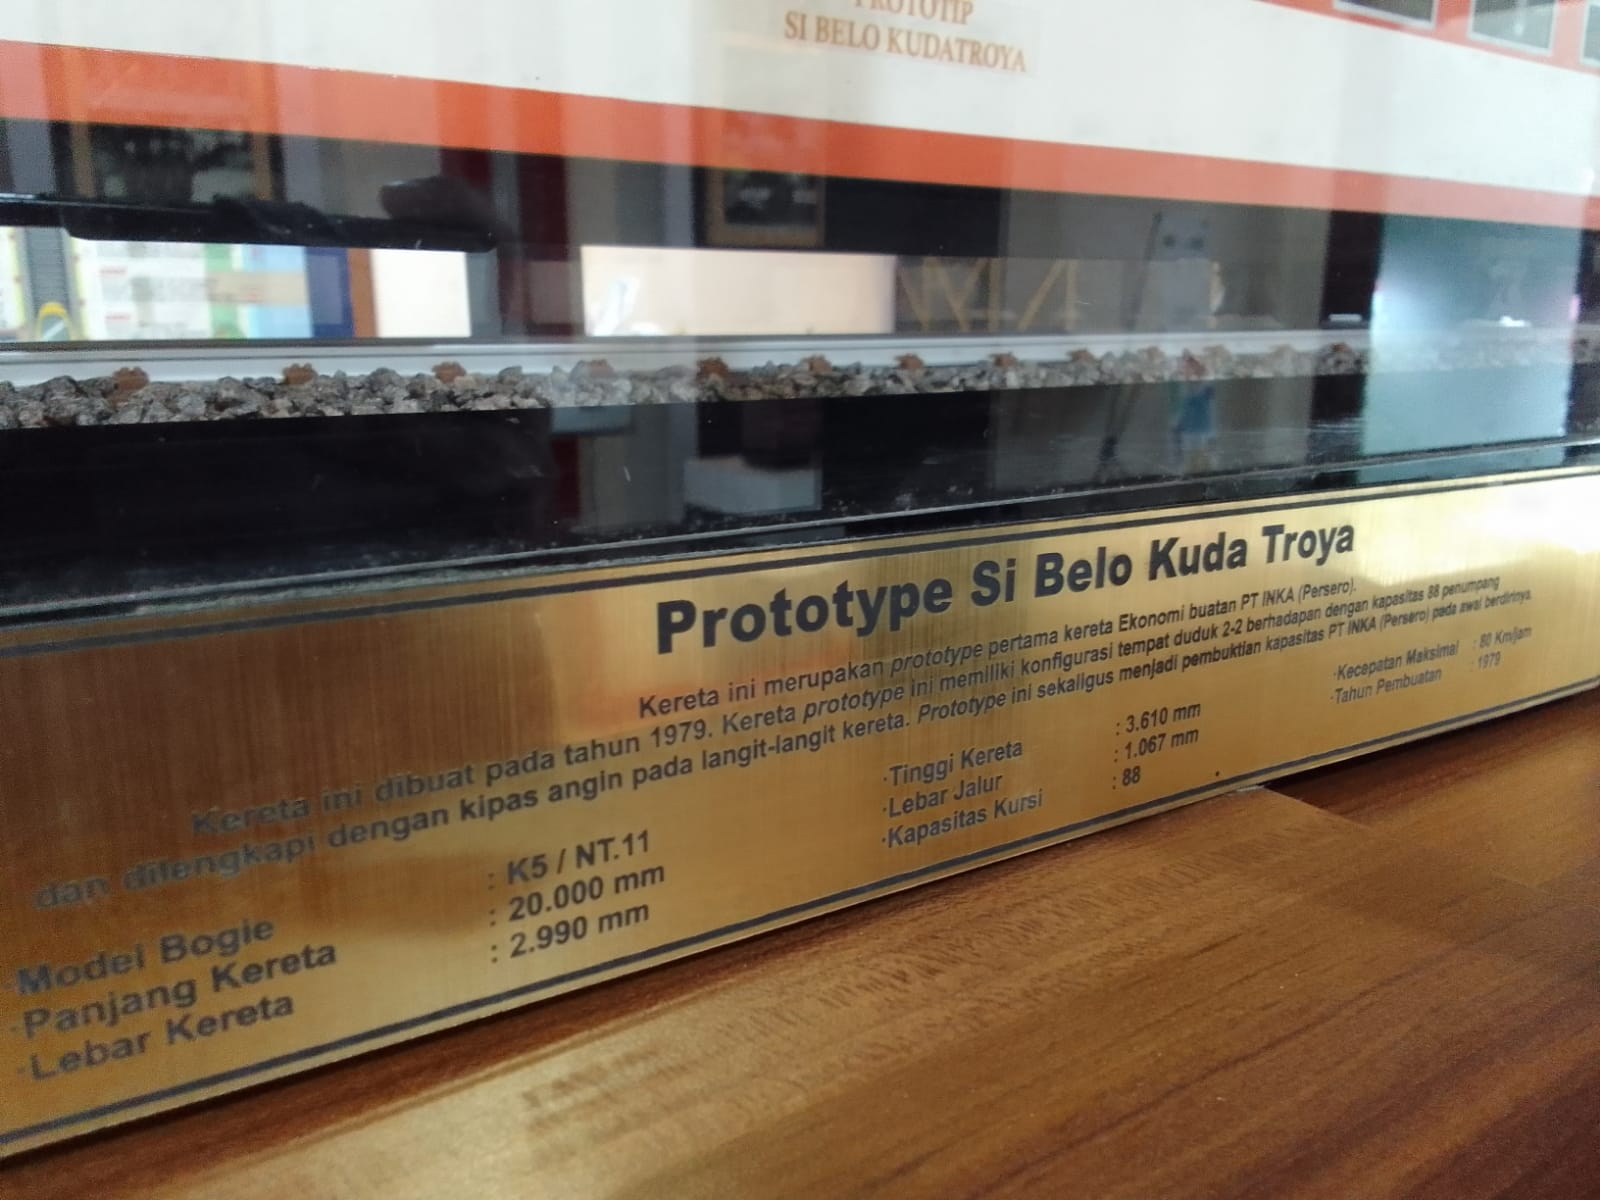 PROTOTIP
SI BELO KUDATROYA
Prototype Si Belo Kuda Troya
Kereta ini merupakan prototype pertama kereta Ekonomi buatan PT INKA (Persero).
Kereta ini dibuat pada tahun 1979. Kereta prototype ini memiliki konfigurasi tempat duduk 2-2 berhadapan dengan kapasitas 88 penumpang
dan dilengkapi dengan kipas angin pada langit-langit kereta. Prototype ini sekaligus menjadi pembuktian kapasitas PT INKA (Persero) pada awal berdirinya.
·Model Bogie : K5 / NT.11
·Panjang Kereta : 20.000 mm
·Lebar Kereta : 2.990 mm
·Tinggi Kereta : 3.610 mm
·Lebar Jalur : 1.067 mm
·Kapasitas Kursi : 88
·Kecepatan Maksimal : 80 Km/jam
·Tahun Pembuatan : 1979